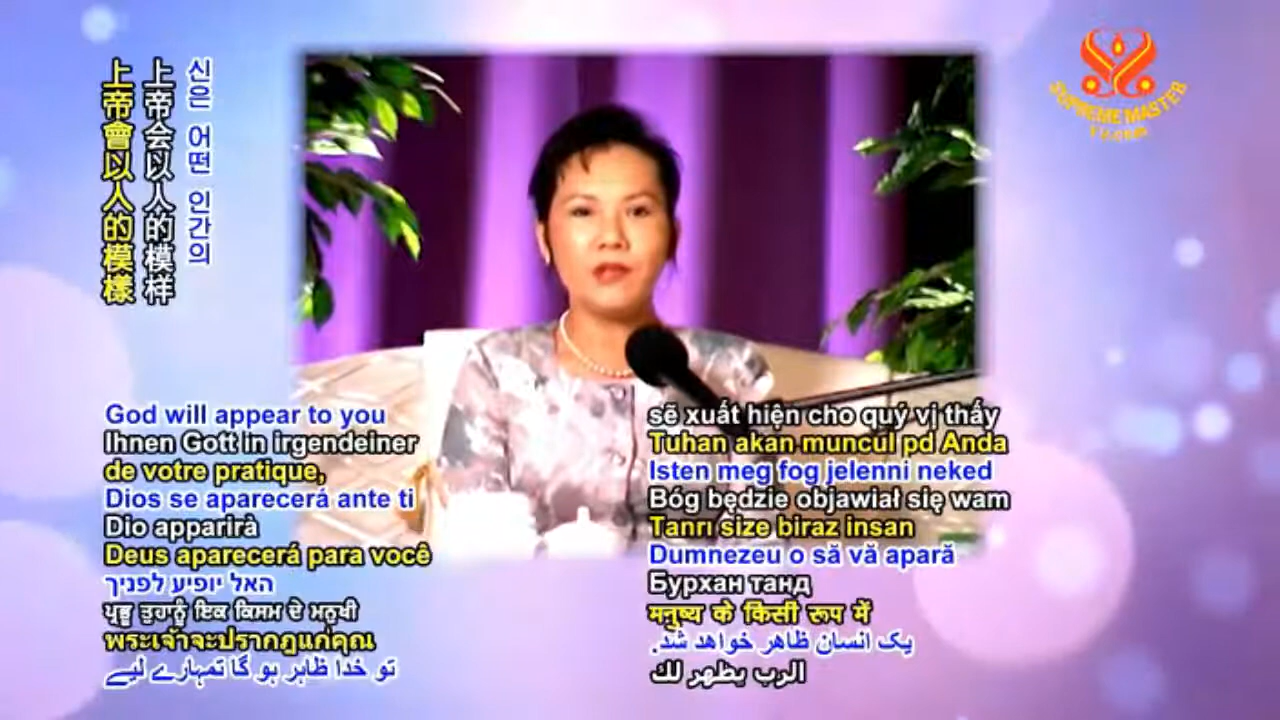 上帝會以人的模樣
上帝会以人的模样
신은 어떤 인간의
SUPREME MASTER
TV.com
God will appear to you
Ihnen Gott in irgendeiner
de votre pratique,
Dios se aparecerá ante ti
Dio apparirà
Deus aparecerá para você
האל יופיע לפניך
ਪ੍ਰਭੂ ਤੁਹਾਨੂੰ ਇਕ ਕਿਸਮ ਦੇ ਮਨੁਖੀ
พระเจ้าจะปรากฏแก่คุณ
تو خدا ظاہر ہو گا تمہارے لیے
sẽ xuất hiện cho quý vị thấy
Tuhan akan muncul pd Anda
Isten meg fog jelenni neked
Bóg będzie objawiał się wam
Tanrı size biraz insan
Dumnezeu o să vă apară
Бурхан танд
मनुष्य के किसी रूप में
یک انسان ظاهر خواهد شد.
الرب يظهر لك